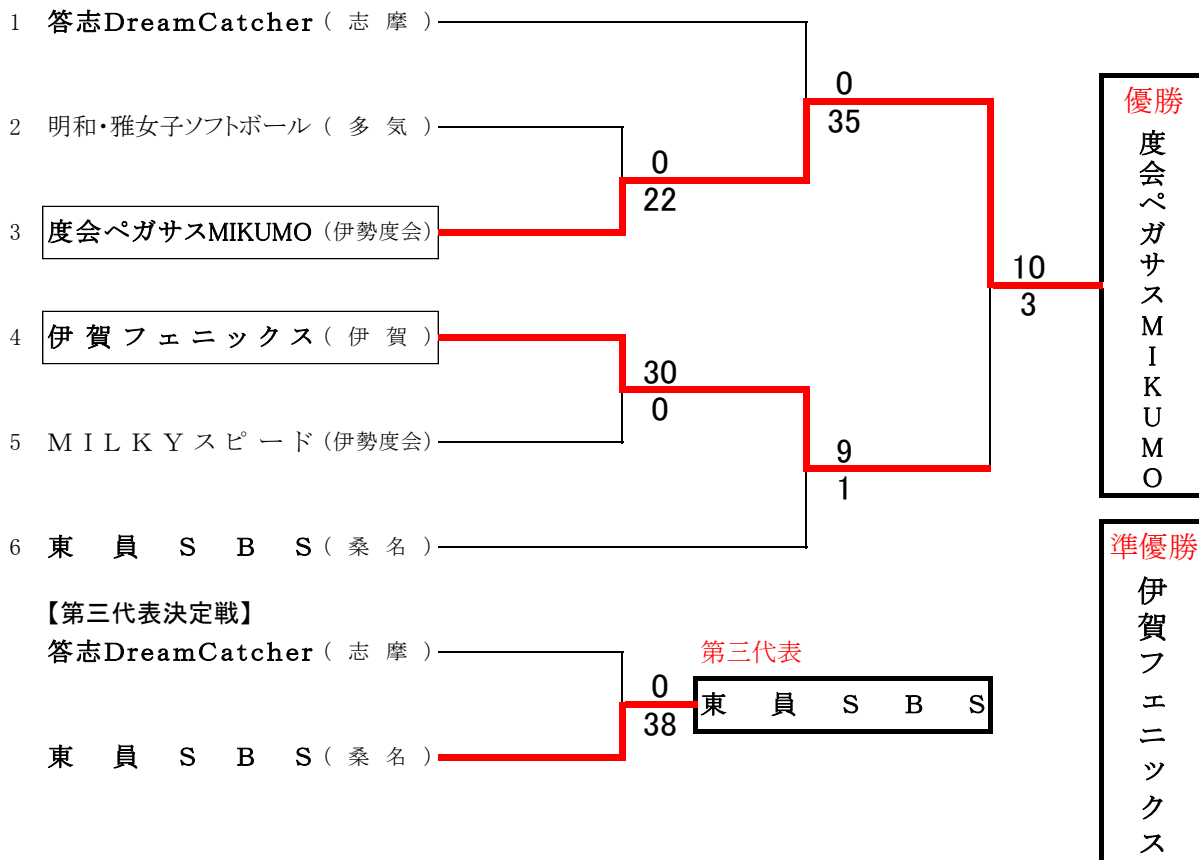 1 答志DreamCatcher ( 志 摩 )
0
35
2 明和・雅女子ソフトボール ( 多 気 )
0
22
3 度会ペガサスMIKUMO (伊勢度会)
10
3
4 伊賀フェニックス ( 伊 賀 )
30
0
5 MILKYスピード (伊勢度会)
9
1
6 東員SBS ( 桑 名 )
優勝
度会ペガサスMIKUMO
準優勝
伊賀フェニックス
【第三代表決定戦】
答志DreamCatcher ( 志 摩 )
0
38
東員SBS ( 桑 名 )
第三代表
東員SBS